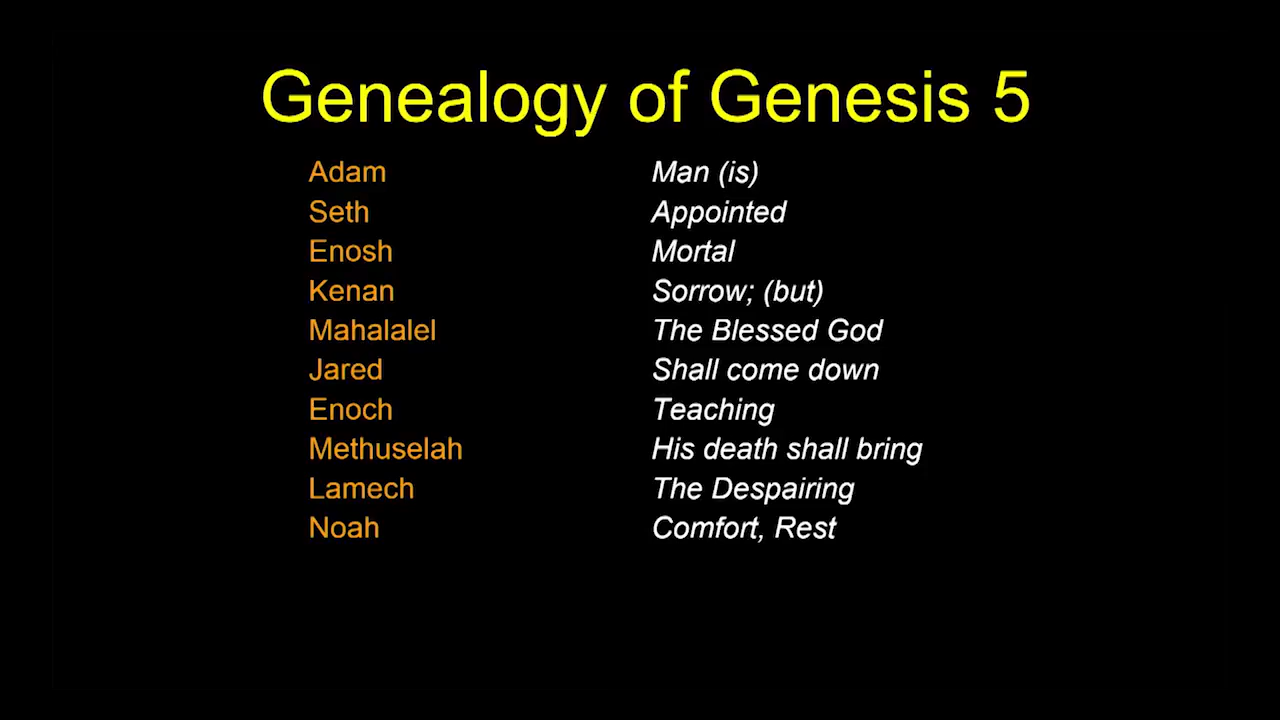 Genealogy of Genesis 5
Adam Man (is)
Seth Appointed
Enosh Mortal
Kenan Sorrow; (but)
Mahalalel The Blessed God
Jared Shall come down
Enoch Teaching
Methuselah His death shall bring
Lamech The Despairing
Noah Comfort, Rest